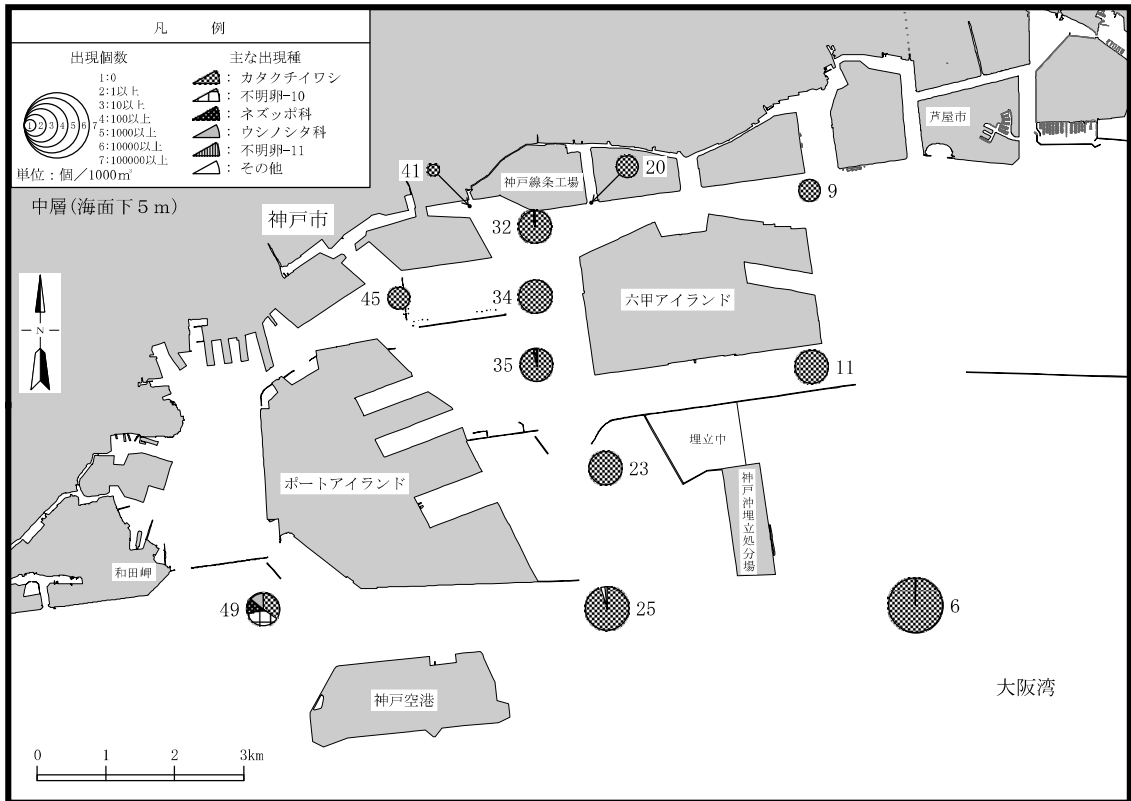 凡 例
出現個数
1:0
2:1以上
3:10以上
4:100以上
5:1000以上
6:10000以上
7:100000以上
1 2 3 4 5 6 7
単位：個／1000㎥
主な出現種
： カタクチイワシ
： 不明卵-10
： ネズッポ科
： ウシノシタ科
： 不明卵-11
： その他
中層(海面下５m)
神戸市
芦屋市
神戸線条工場
41
20
9
32
45
34
35
11
六甲アイランド
N
埋立中
23
神戸沖埋立処分場
ポートアイランド
和田岬
49
25
6
神戸空港
大阪湾
0 1 2 3km